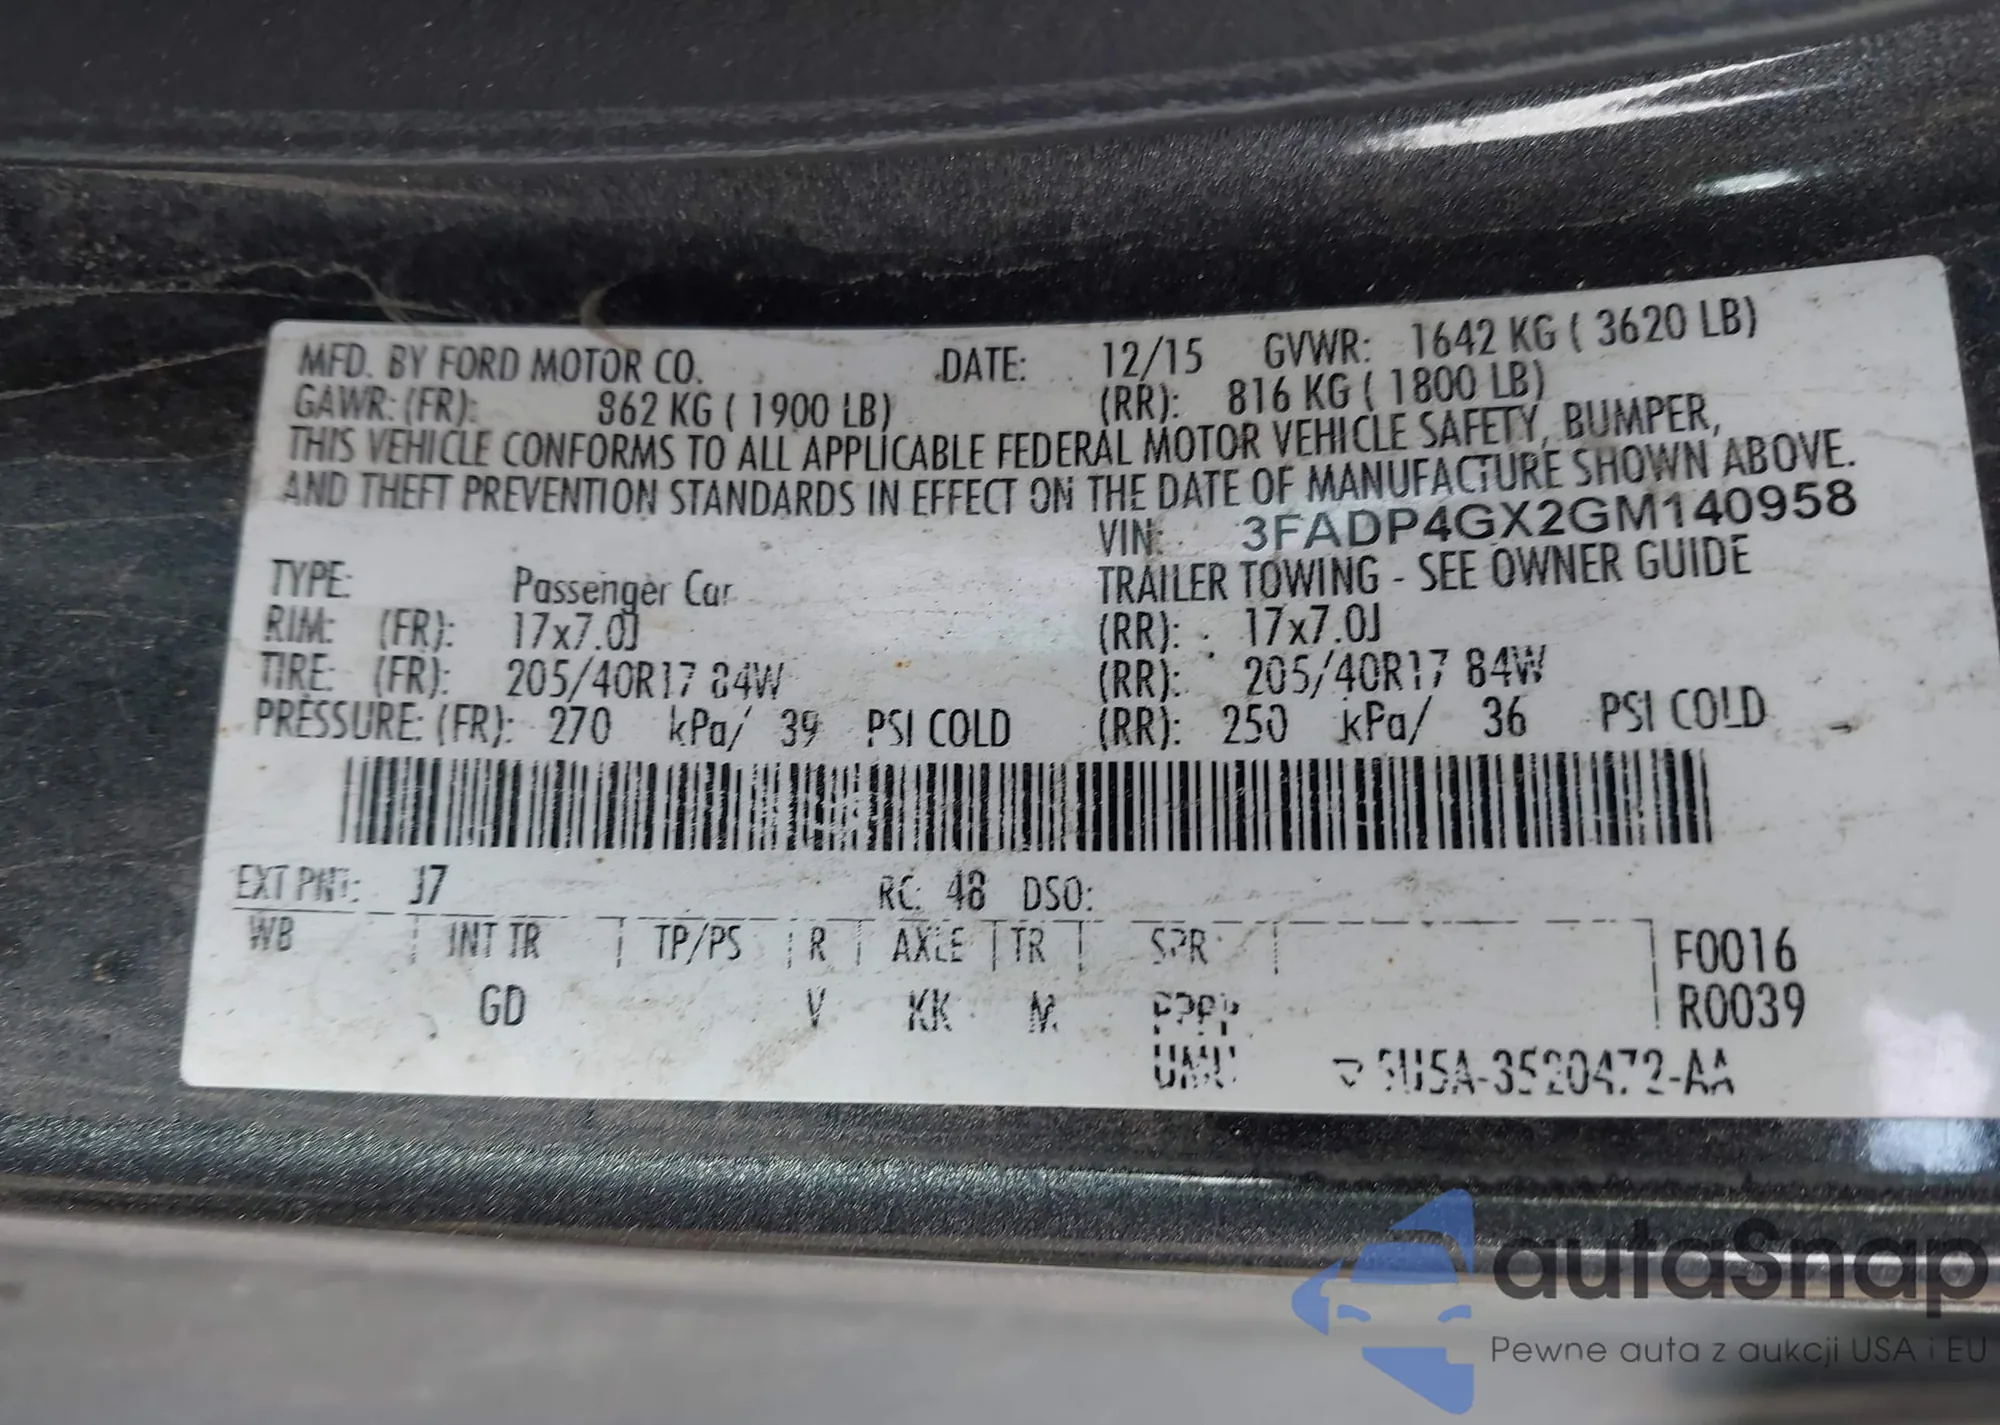 MFD. BY FORD MOTOR CO. DATE: 12/15 GVWR: 1642 KG ( 3620 LB)
GAWR: (FR): 862 KG ( 1900 LB) (RR): 816 KG ( 1800 LB)
THIS VEHICLE CONFORMS TO ALL APPLICABLE FEDERAL MOTOR VEHICLE SAFETY, BUMPER,
AND THEFT PREVENTION STANDARDS IN EFFECT ON THE DATE OF MANUFACTURE SHOWN ABOVE.
VIN: 3FADP4GX2GM140958
TYPE: Passenger Car TRAILER TOWING - SEE OWNER GUIDE
RIM: (FR): 17x7.0J (RR): 17x7.0J
TIRE: (FR): 205/40R17 84W (RR): 205/40R17 84W
PRESSURE: (FR): 270 kPa/ 39 PSI COLD (RR): 250 kPa/ 36 PSI COLD
EXT PNT: J7 RC: 48 DSO:
WB INT TR TP/PS R AXLE TR SPR F0016
GD V KK M R0039
autaSnap
Pewne auta z aukcji USA i EU